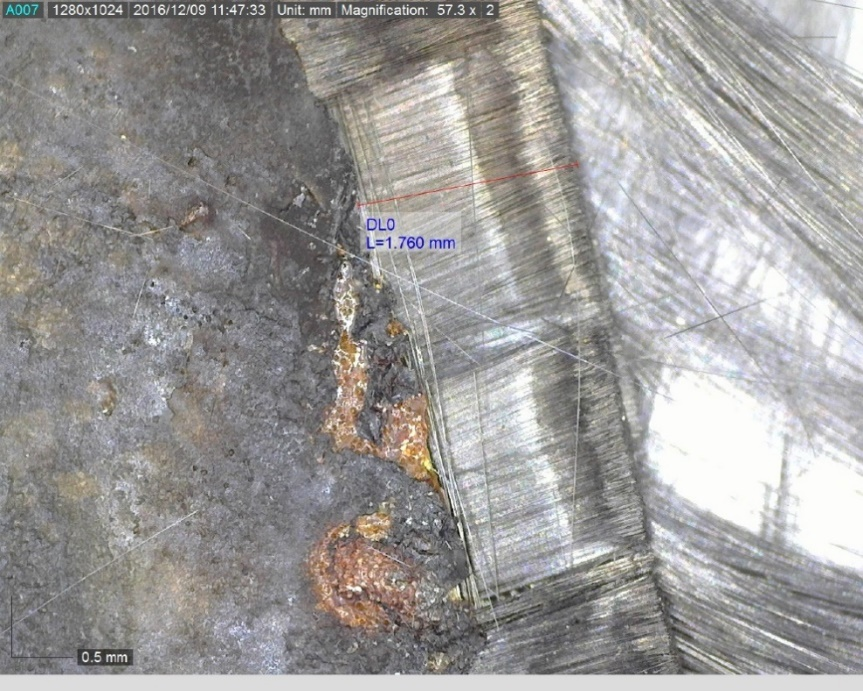 A007 1280x1024 2016/12/09 11:47:33 Unit: mm Magnification: 57.3 x 2
DL0
L=1.760 mm
0.5 mm